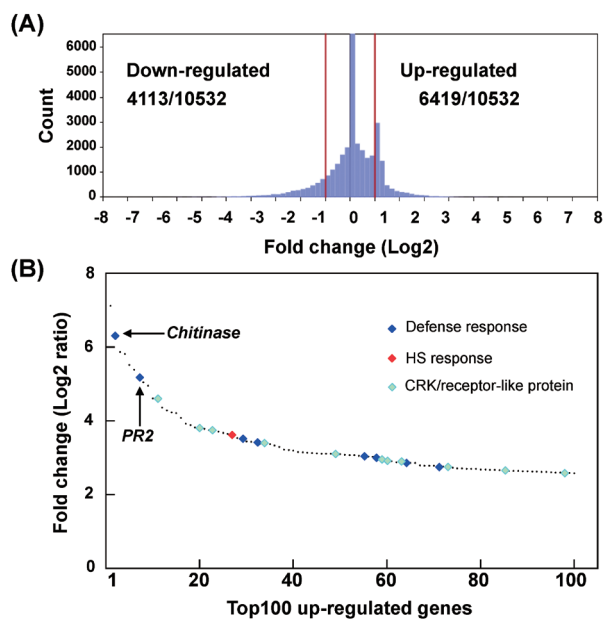 (A)
6000
5000
4000
3000
2000
1000
0
Count
Down-regulated
4113/10532
Up-regulated
6419/10532
-8 -7 -6 -5 -4 -3 -2 -1 0 1 2 3 4 5 6 7 8
Fold change (Log2)
(B)
8
6
4
2
0
Fold change (Log2 ratio)
Chitinase
PR2
Defense response
HS response
CRK/receptor-like protein
1 20 40 60 80 100
Top100 up-regulated genes